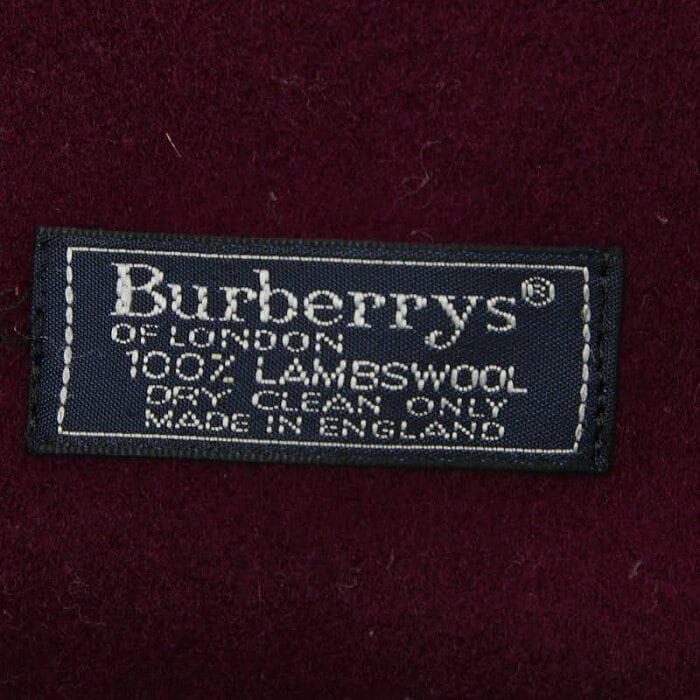 Burberrys®
OF LONDON
100% LAMBSWOOL
DRY CLEAN ONLY
MADE IN ENGLAND